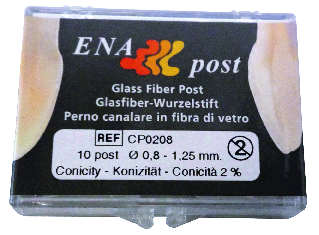 ENA post
Glass Fiber Post
Glasfiber-Wurzelstift
Perno canalare in fibra di vetro
REF CP0208
10 post Ø 0,8 - 1,25 mm.
2
Conicity - Konizität - Conicità 2 %